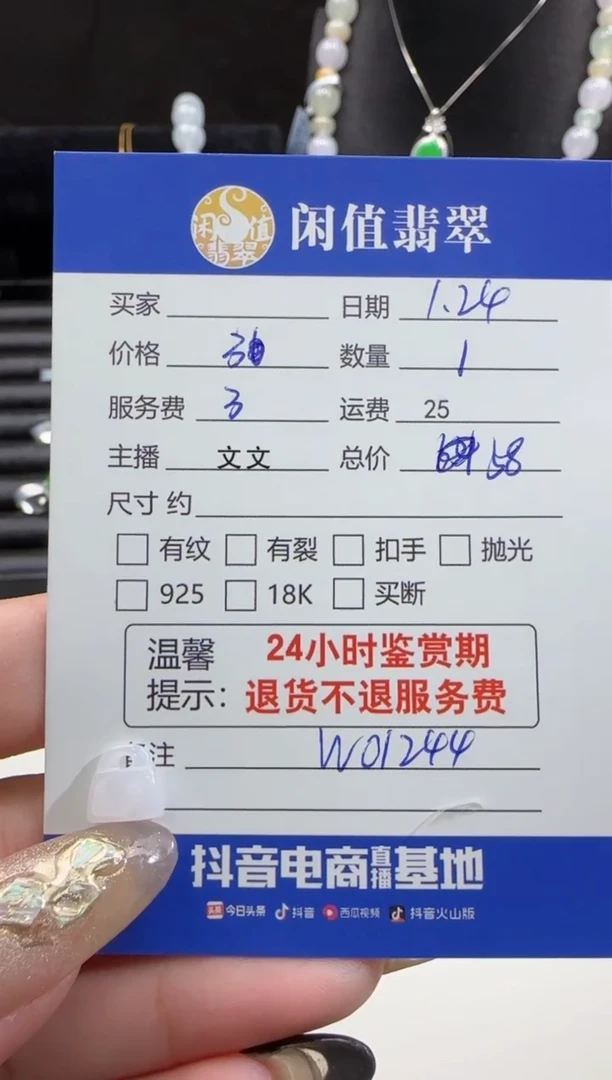 闲值翡翠
闲值翡翠
买家 日期 1.24
价格 30 数量 1
服务费 3 运费 25
主播 文文 总价 58
尺寸 约
有纹 有裂 扣手 抛光
925 18K 买断
温馨提示: 24小时鉴赏期
退货不退服务费
注 W01244
抖音电商直播基地
头条 今日头条 抖音 西瓜视频 抖音火山版